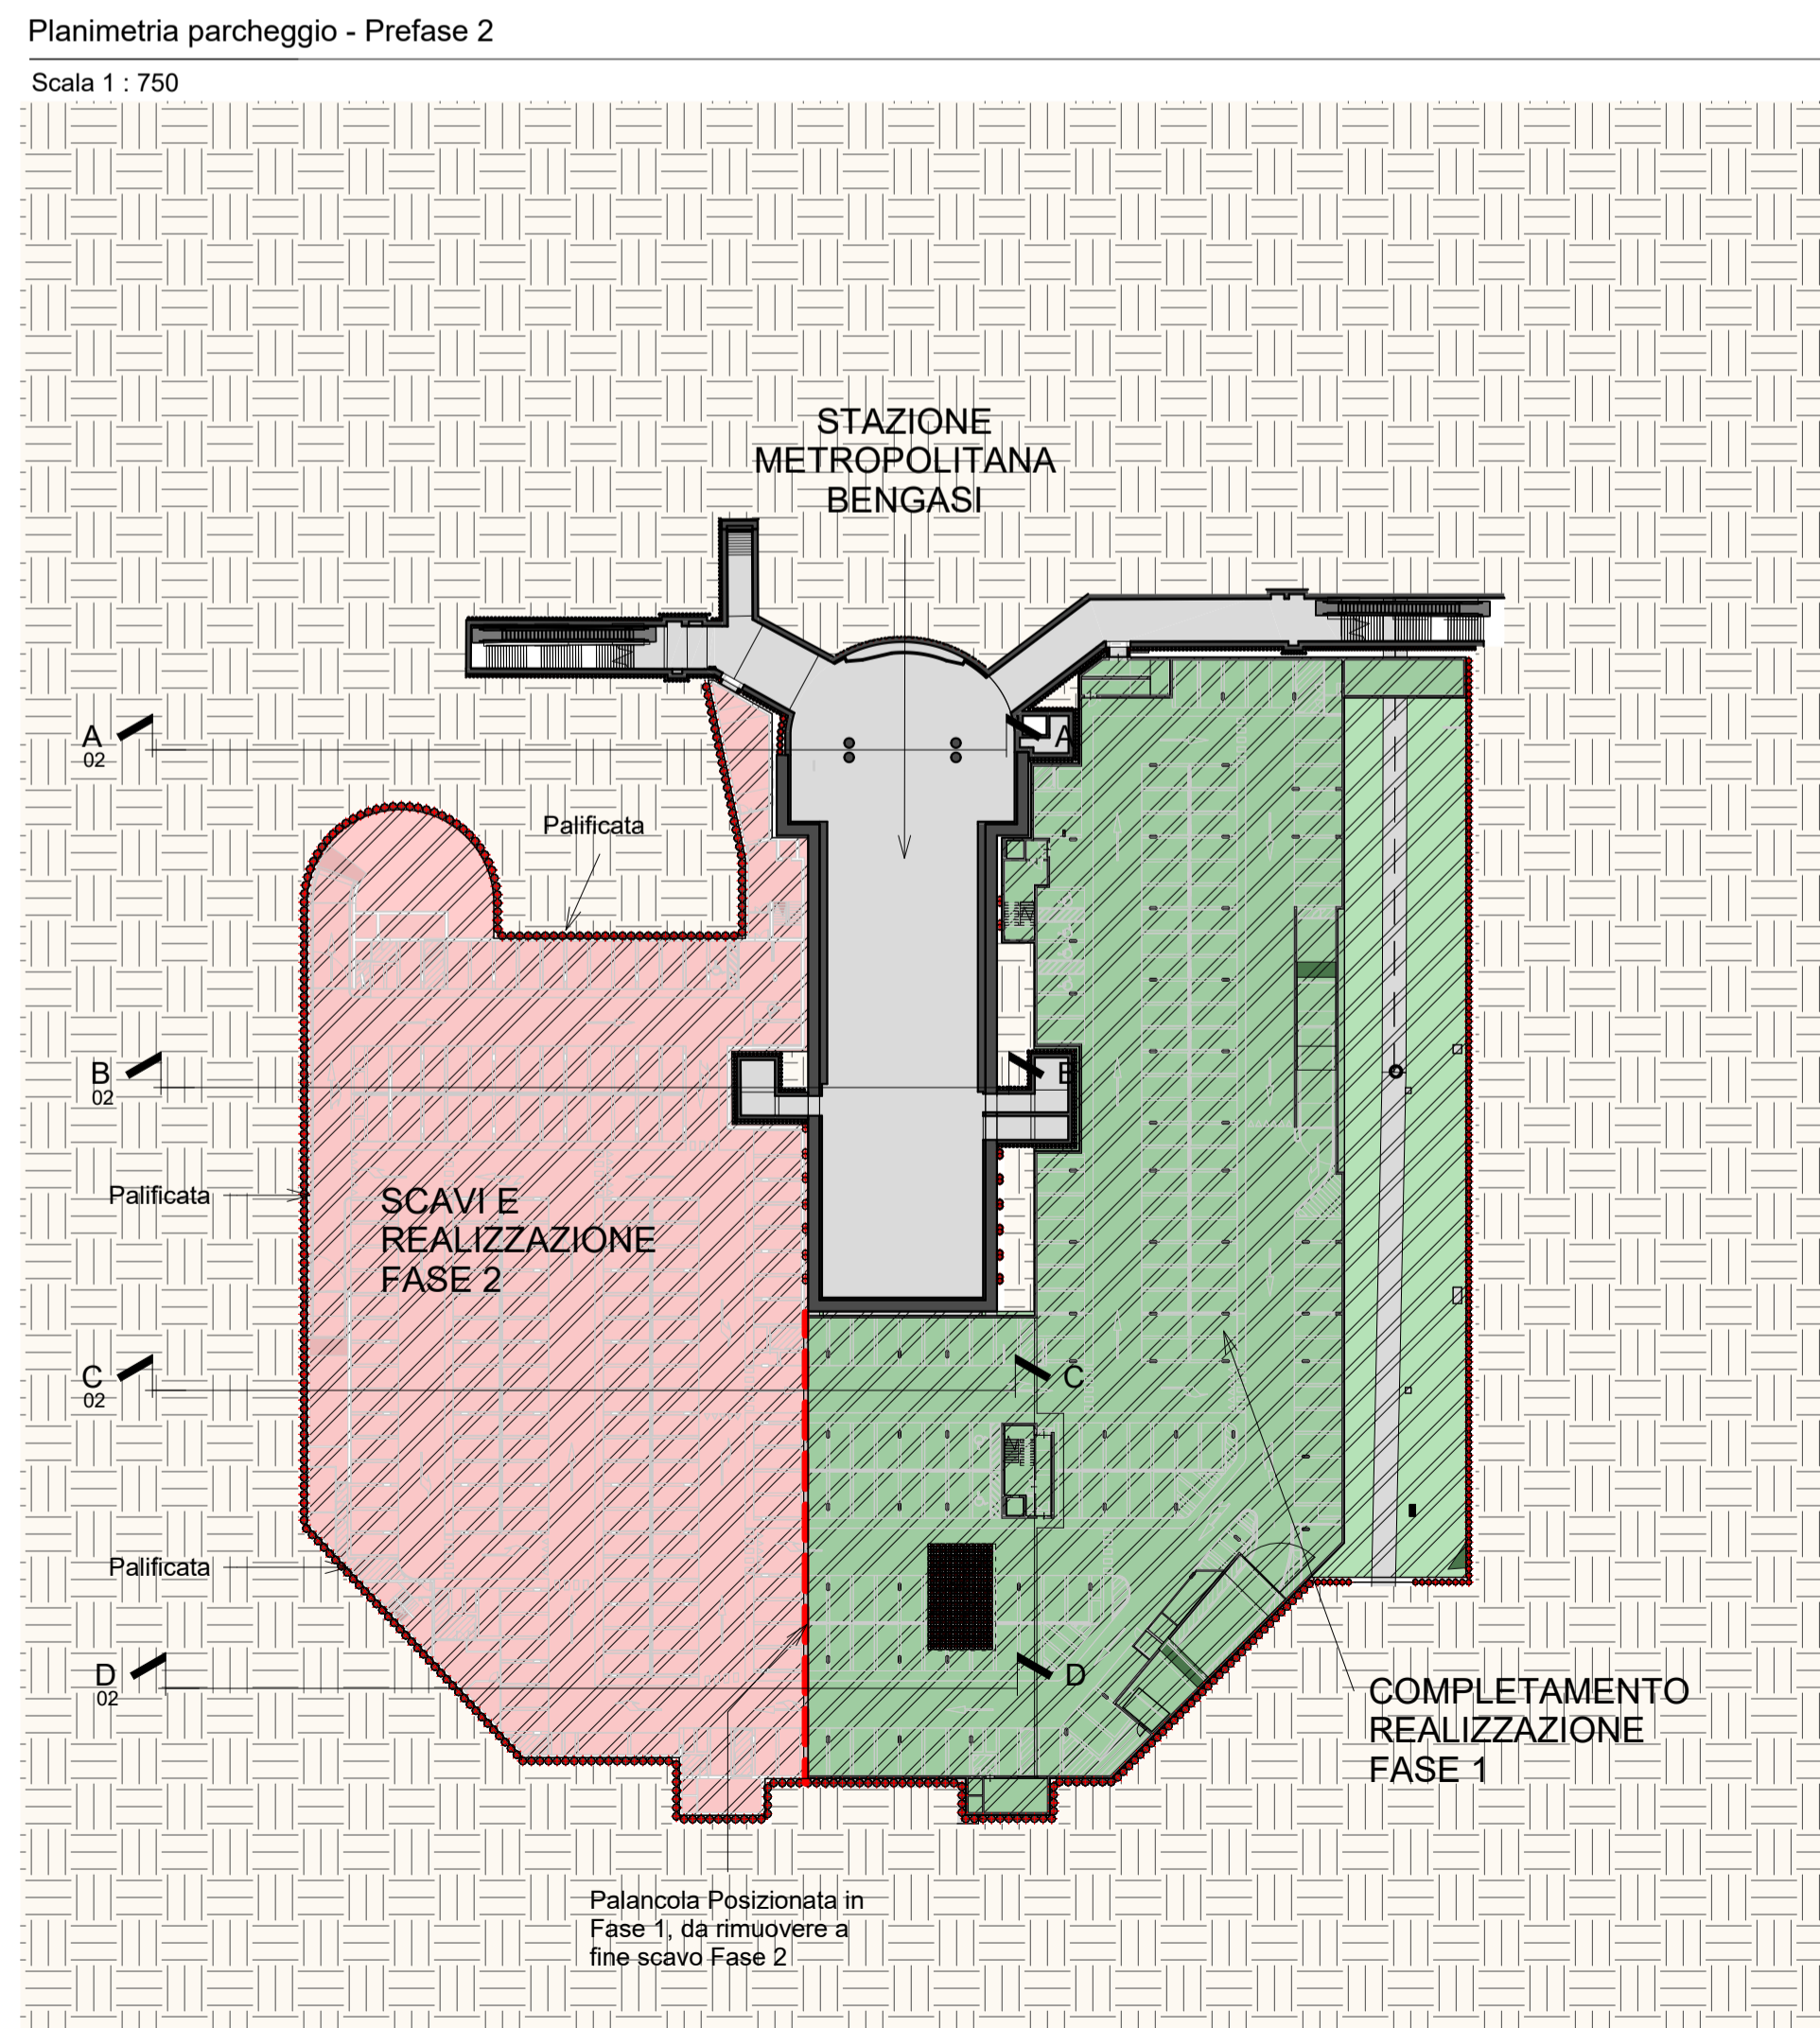 Planimetria parcheggio - Prefase 2
Scala 1 : 750
STAZIONE
METROPOLITANA
BENGASI
A
02
A
Palificata
B
02
B
Palificata
SCAVI E
REALIZZAZIONE
FASE 2
C
02
C
Palificata
D
02
D
COMPLETAMENTO
REALIZZAZIONE
FASE 1
Palancola Posizionata in
Fase 1, da rimuovere a
fine scavo Fase 2